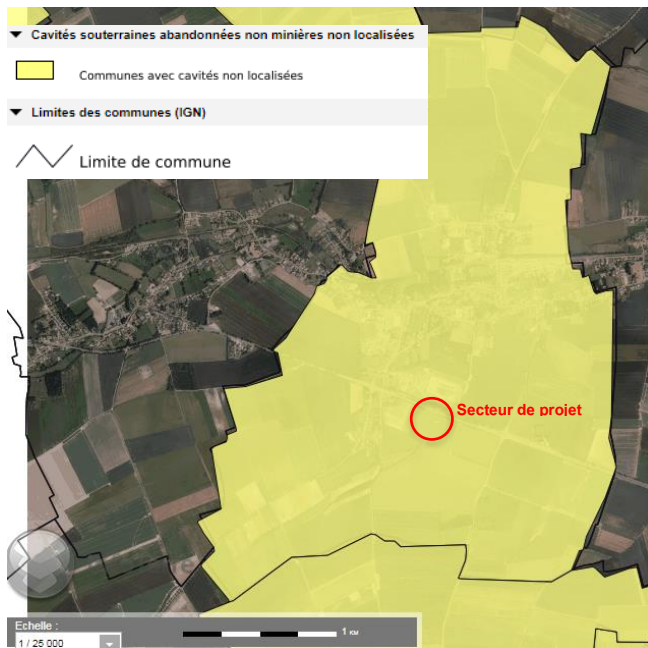 Cavités souterraines abandonnées non minières non localisées
Communes avec cavités non localisées
Limites des communes (IGN)
Limite de commune
Secteur de projet
Echelle :
1 / 25 000
1 KM